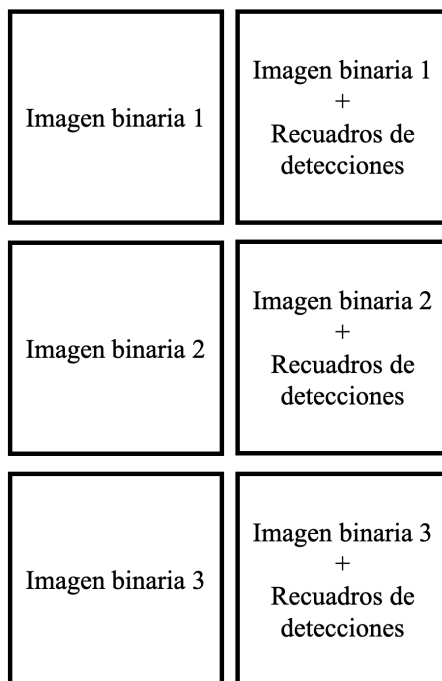 Imagen binaria 1
Imagen binaria 1
+
Recuadros de
detecciones
Imagen binaria 2
Imagen binaria 2
+
Recuadros de
detecciones
Imagen binaria 3
Imagen binaria 3
+
Recuadros de
detecciones